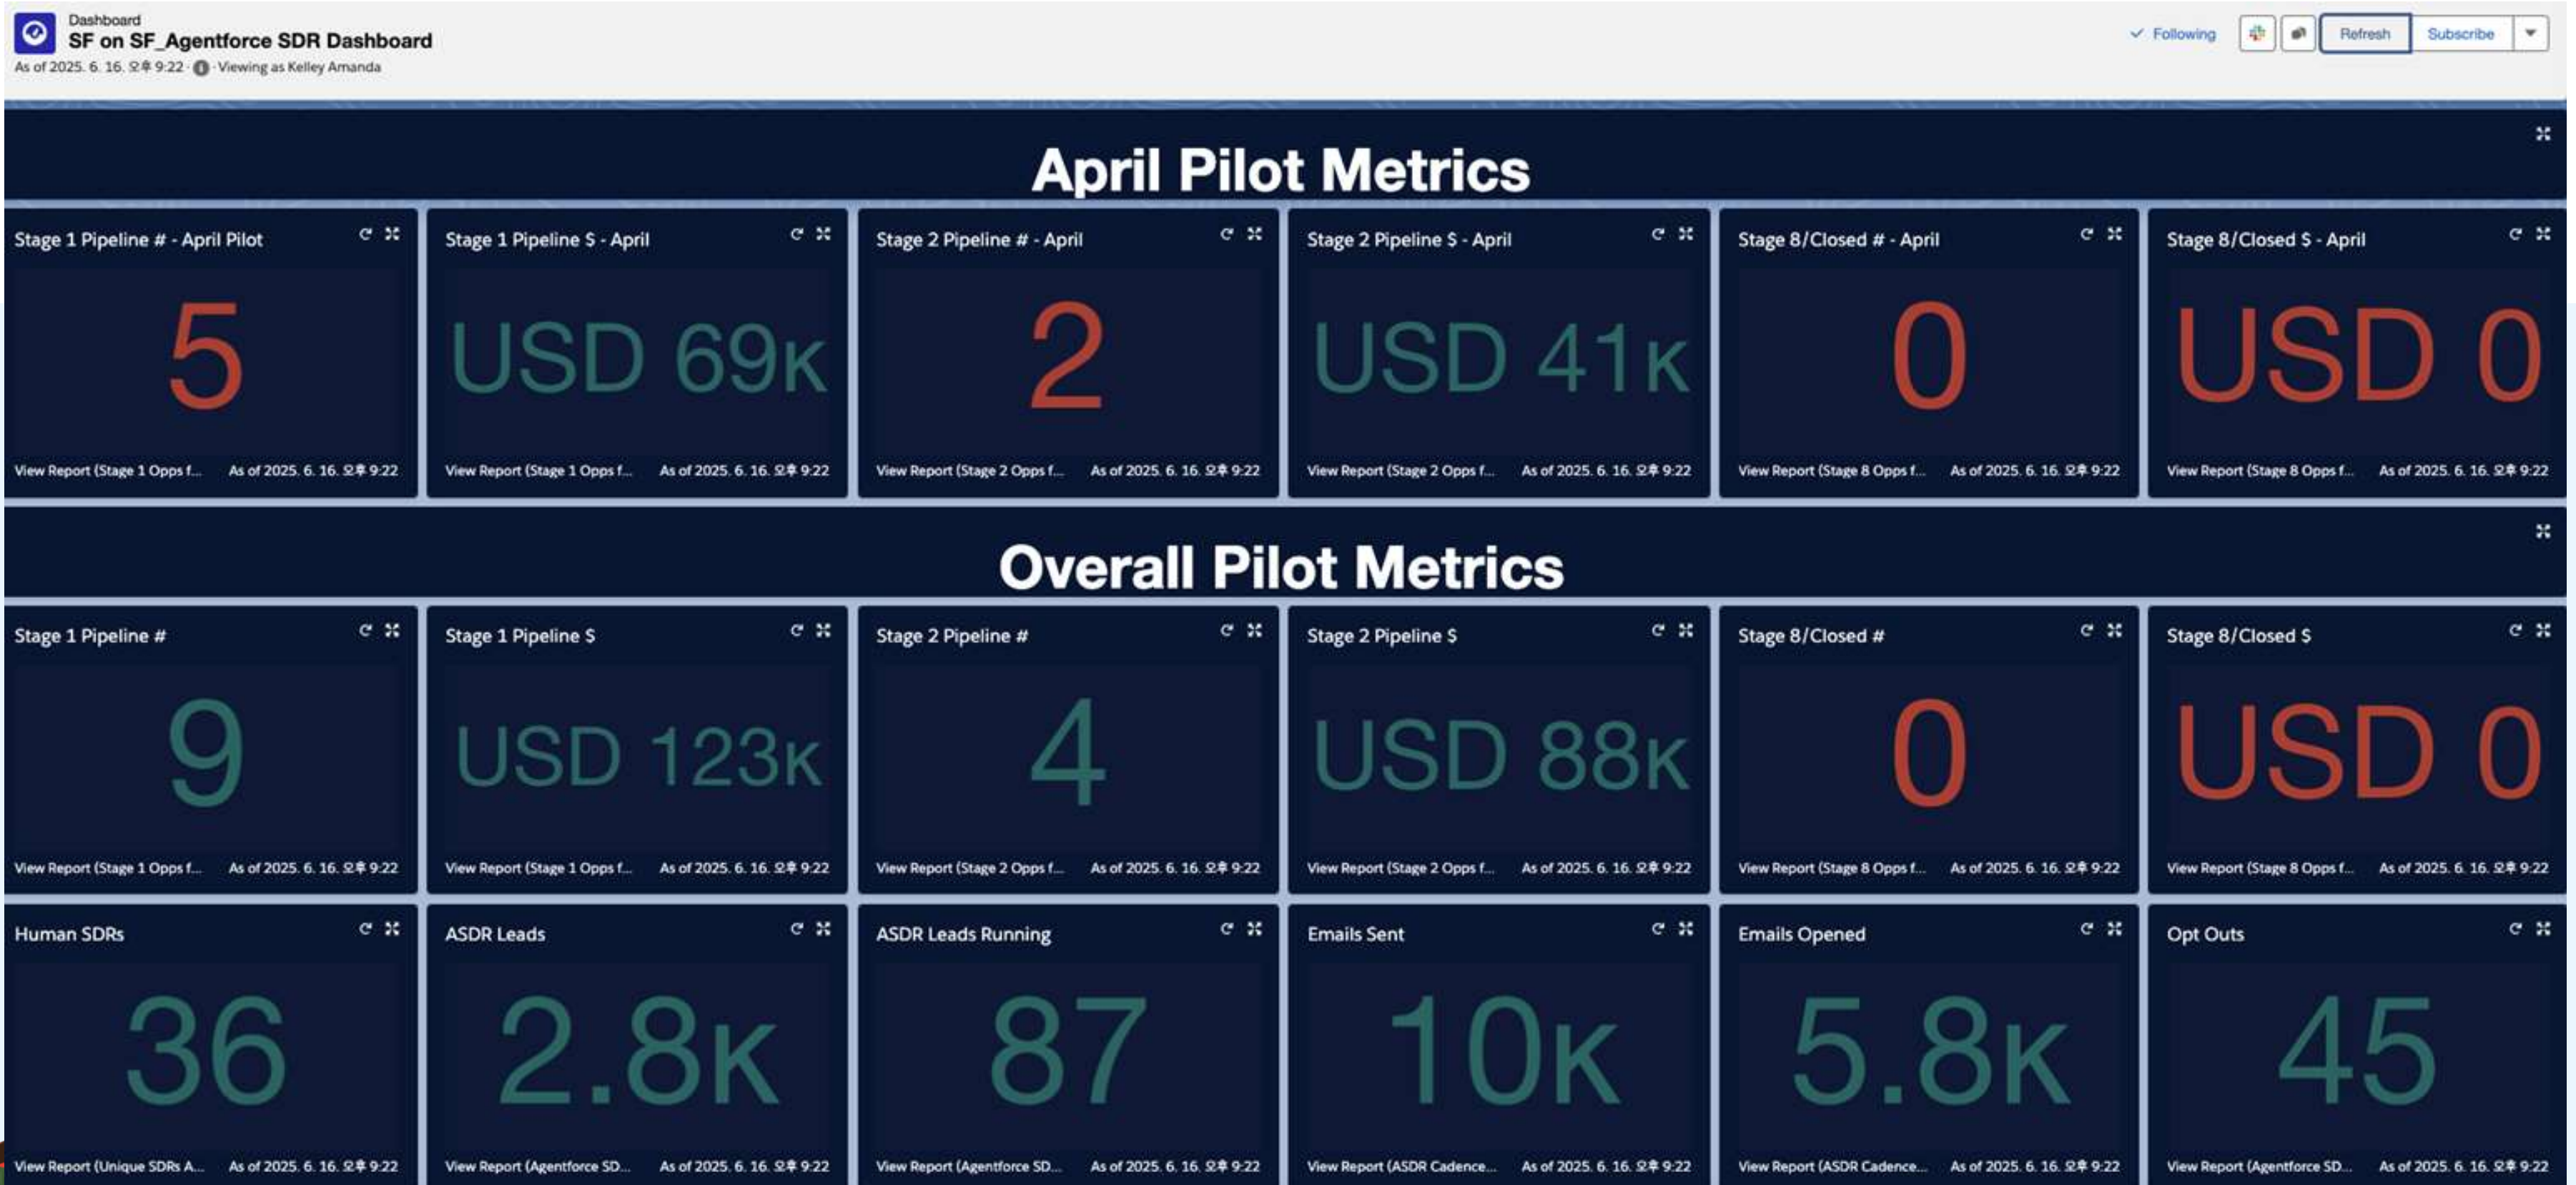 Dashboard
SF on SF_Agentforce SDR Dashboard
As of 2025. 6. 16. 오후 9:22 · Viewing as Kelley Amanda
Following
Refresh
Subscribe
April Pilot Metrics
Stage 1 Pipeline # - April Pilot
5
View Report (Stage 1 Opps f... As of 2025. 6. 16. 오후 9:22
Stage 1 Pipeline $ - April
USD 69K
View Report (Stage 1 Opps f... As of 2025. 6. 16. 오후 9:22
Stage 2 Pipeline # - April
2
View Report (Stage 2 Opps f... As of 2025. 6. 16. 오후 9:22
Stage 2 Pipeline $ - April
USD 41K
View Report (Stage 2 Opps f... As of 2025. 6. 16. 오후 9:22
Stage 8/Closed # - April
0
View Report (Stage 8 Opps f... As of 2025. 6. 16. 오후 9:22
Stage 8/Closed $ - April
USD 0
View Report (Stage 8 Opps f... As of 2025. 6. 16. 오후 9:22
Overall Pilot Metrics
Stage 1 Pipeline #
9
View Report (Stage 1 Opps f... As of 2025. 6. 16. 오후 9:22
Stage 1 Pipeline $
USD 123K
View Report (Stage 1 Opps f... As of 2025. 6. 16. 오후 9:22
Stage 2 Pipeline #
4
View Report (Stage 2 Opps f... As of 2025. 6. 16. 오후 9:22
Stage 2 Pipeline $
USD 88K
View Report (Stage 2 Opps f... As of 2025. 6. 16. 오후 9:22
Stage 8/Closed #
0
View Report (Stage 8 Opps f... As of 2025. 6. 16. 오후 9:22
Stage 8/Closed $
USD 0
View Report (Stage 8 Opps f... As of 2025. 6. 16. 오후 9:22
Human SDRs
36
View Report (Unique SDRs A... As of 2025. 6. 16. 오후 9:22
ASDR Leads
2.8K
View Report (Agentforce SD... As of 2025. 6. 16. 오후 9:22
ASDR Leads Running
87
View Report (Agentforce SD... As of 2025. 6. 16. 오후 9:22
Emails Sent
10K
View Report (ASDR Cadence... As of 2025. 6. 16. 오후 9:22
Emails Opened
5.8K
View Report (ASDR Cadence... As of 2025. 6. 16. 오후 9:22
Opt Outs
45
View Report (Agentforce SD... As of 2025. 6. 16. 오후 9:22